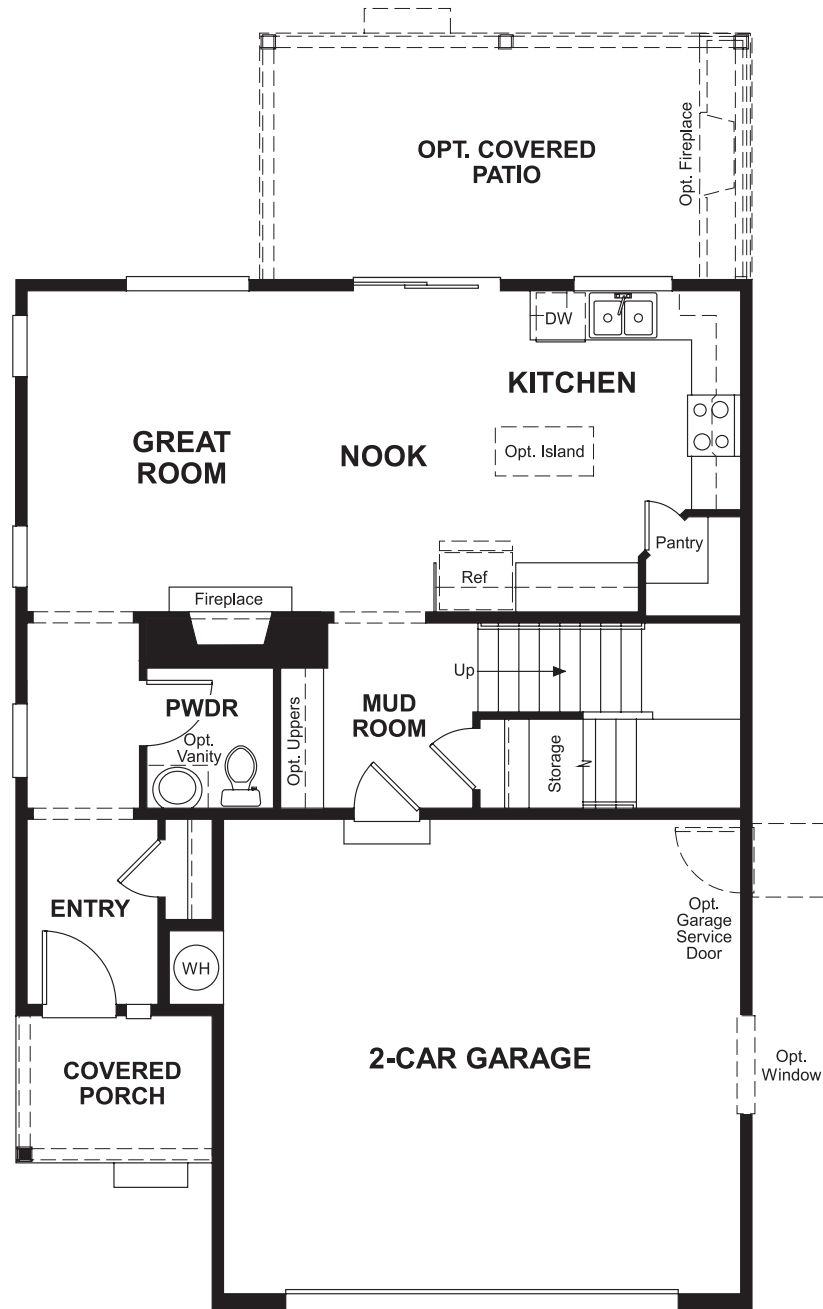 OPT. COVERED
PATIO
Opt. Fireplace
DW
KITCHEN
GREAT
ROOM
NOOK
Opt. Island
Pantry
Ref
Fireplace
Up
PWDR
Opt.
Vanity
Opt. Uppers
MUD
ROOM
Storage
ENTRY
Opt.
Garage
Service
Door
WH
2-CAR GARAGE
Opt.
Window
COVERED
PORCH